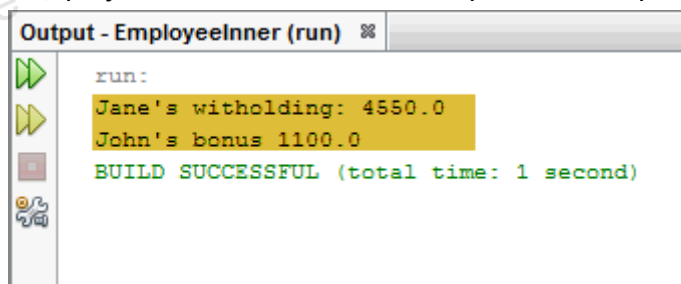 Output - EmployeeInner (run)
run:
Jane's witholding: 4550.0
John's bonus 1100.0
BUILD SUCCESSFUL (total time: 1 second)